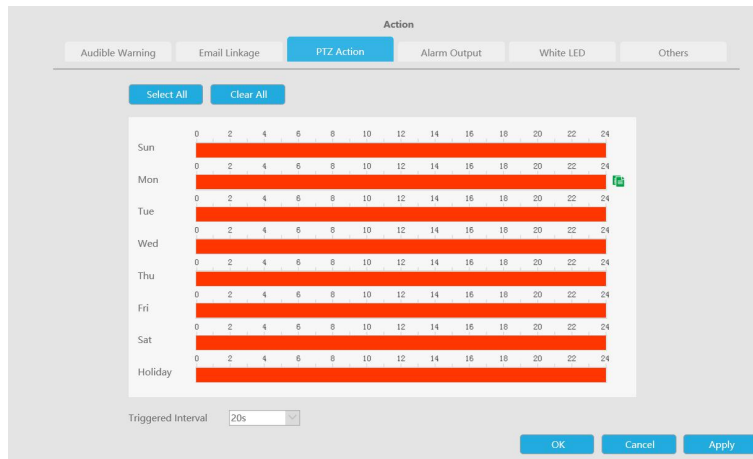 Action
Audible Warning Email Linkage PTZ Action Alarm Output White LED Others
Select All Clear All
0 2 4 6 8 10 12 14 16 18 20 22 24
Sun
0 2 4 6 8 10 12 14 16 18 20 22 24
Mon
0 2 4 6 8 10 12 14 16 18 20 22 24
Tue
0 2 4 6 8 10 12 14 16 18 20 22 24
Wed
0 2 4 6 8 10 12 14 16 18 20 22 24
Thu
0 2 4 6 8 10 12 14 16 18 20 22 24
Fri
0 2 4 6 8 10 12 14 16 18 20 22 24
Sat
0 2 4 6 8 10 12 14 16 18 20 22 24
Holiday
Triggered Interval 20s
OK Cancel Apply